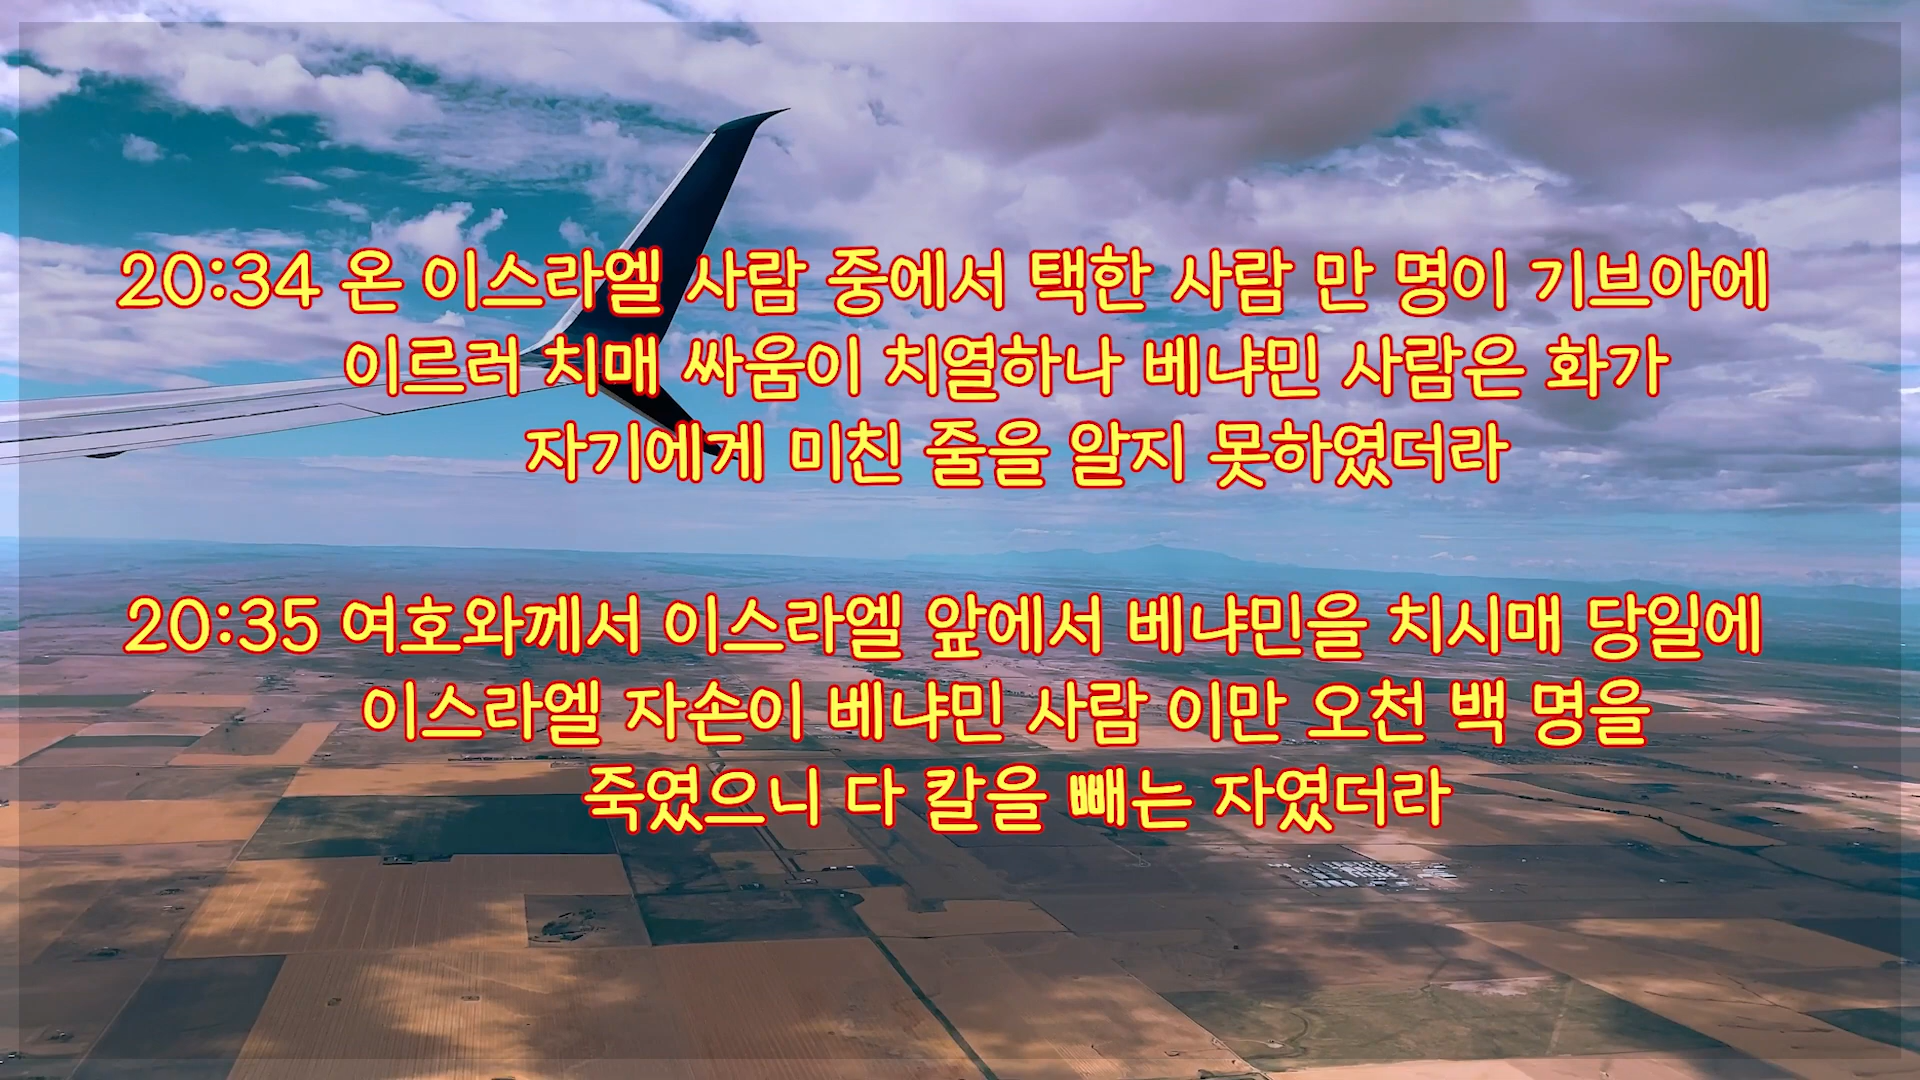 20:34 온 이스라엘 사람 중에서 택한 사람 만 명이 기브아에
이르러 치매 싸움이 치열하나 베냐민 사람은 화가
자기에게 미친 줄을 알지 못하였더라
20:35 여호와께서 이스라엘 앞에서 베냐민을 치시매 당일에
이스라엘 자손이 베냐민 사람 이만 오천 백 명을
죽였으니 다 칼을 빼는 자였더라